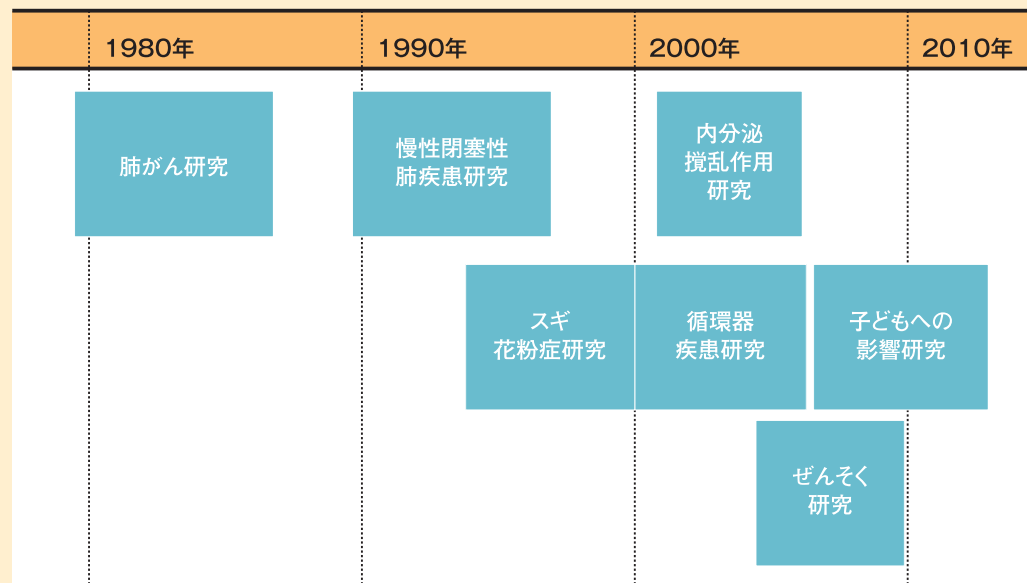 1980年
1990年
2000年
2010年
肺がん研究
慢性閉塞性
肺疾患研究
内分泌
撹乱作用
研究
スギ
花粉症研究
循環器
疾患研究
子どもへの
影響研究
ぜんそく
研究